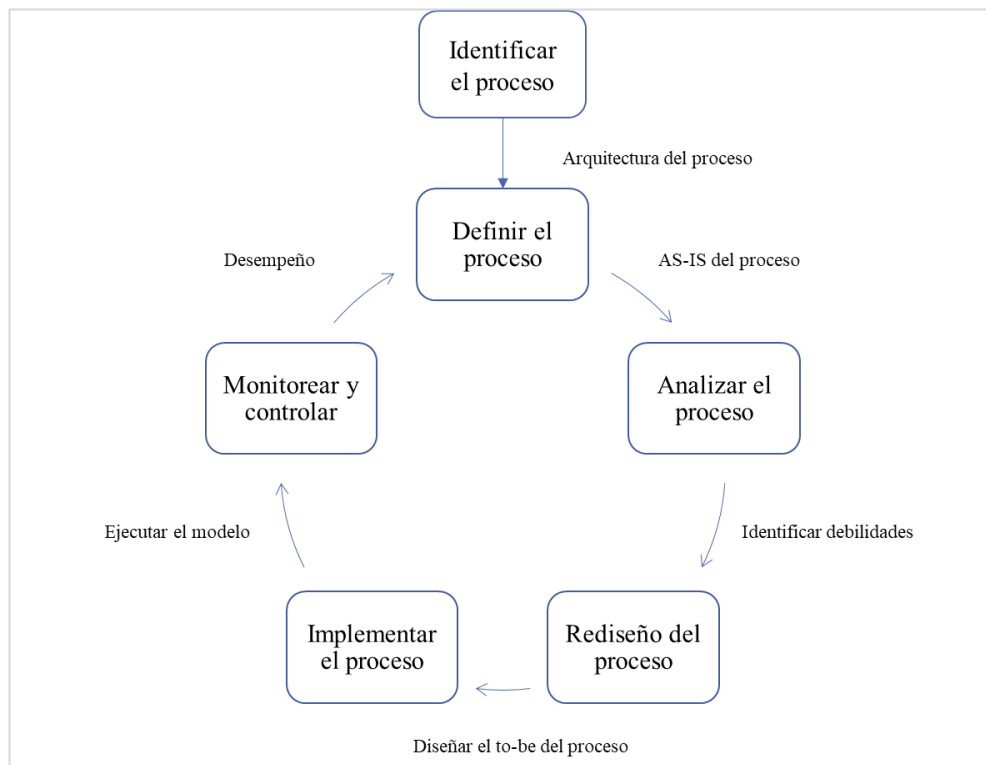 Identificar
el proceso
Arquitectura del proceso
Definir el
proceso
Desempeño
AS-IS del proceso
Monitorear y
controlar
Analizar el
proceso
Ejecutar el modelo
Identificar debilidades
Implementar
el proceso
Rediseño del
proceso
Diseñar el to-be del proceso